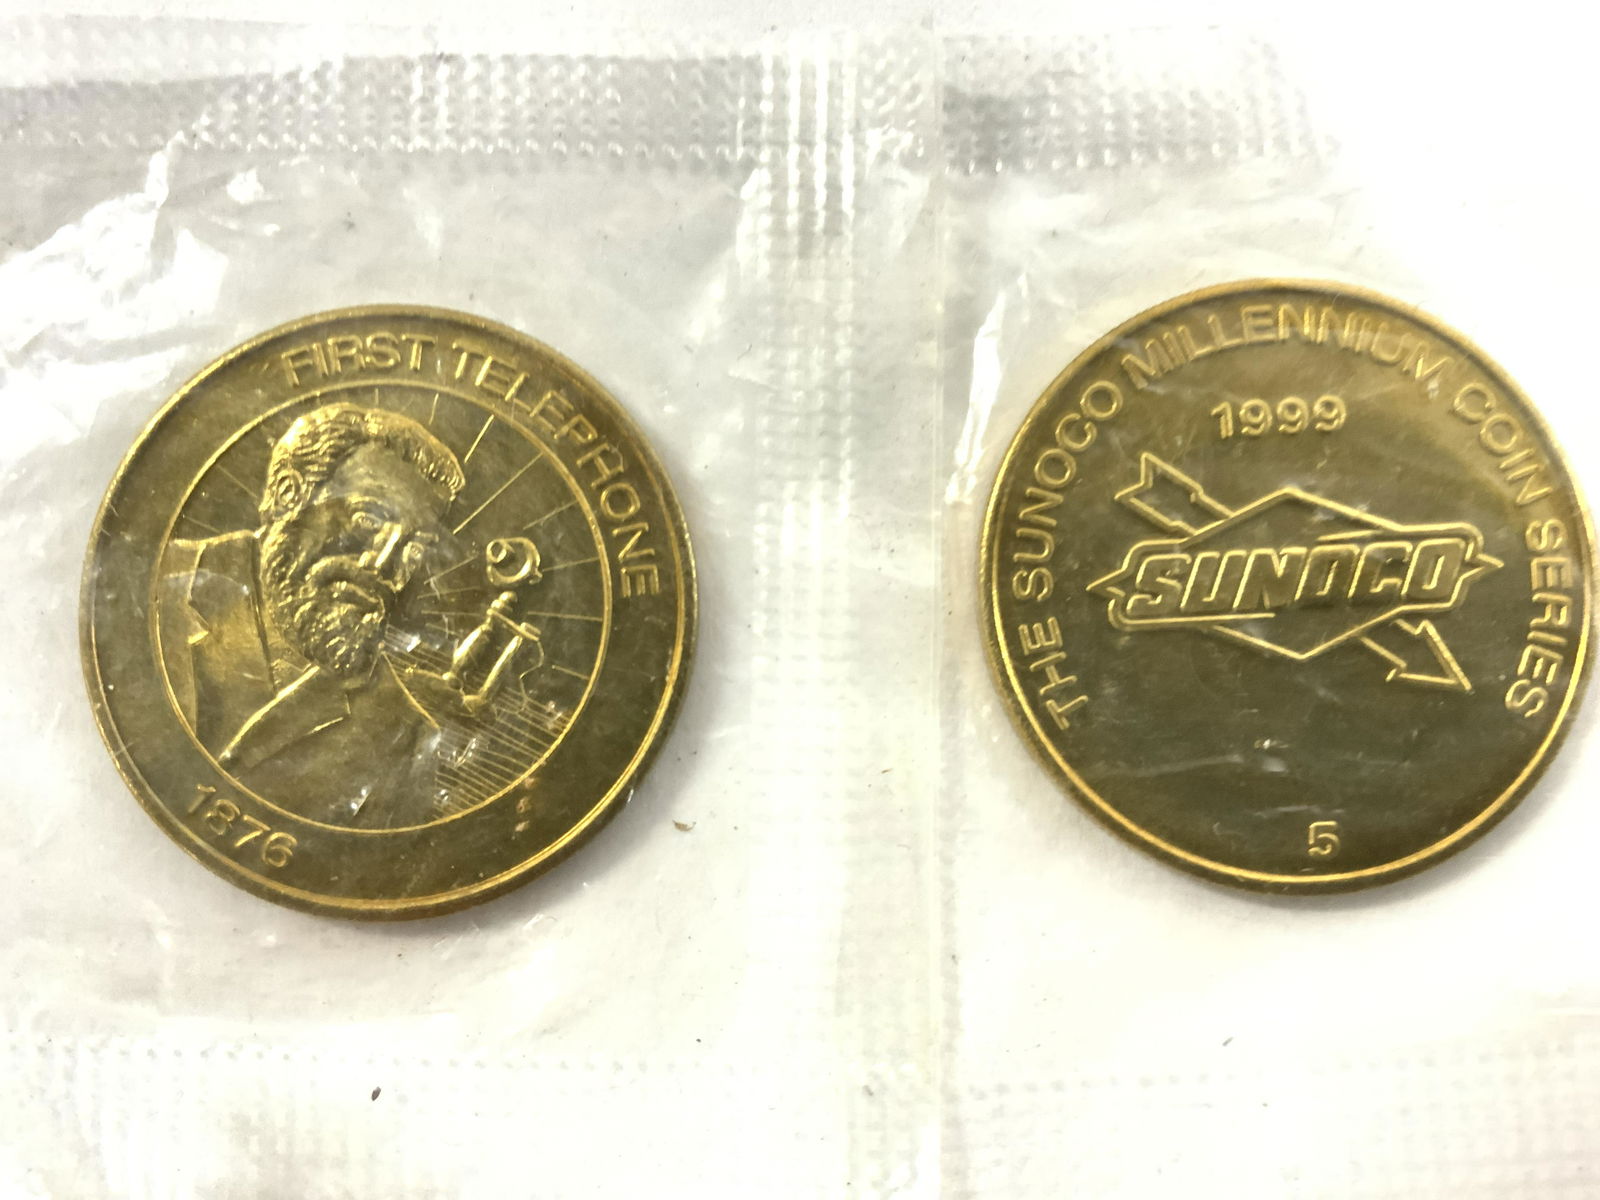 FIRST TELEPHONE
1876
THE SUNOCO MILLENNIUM COIN SERIES
1999
SUNOCO
5